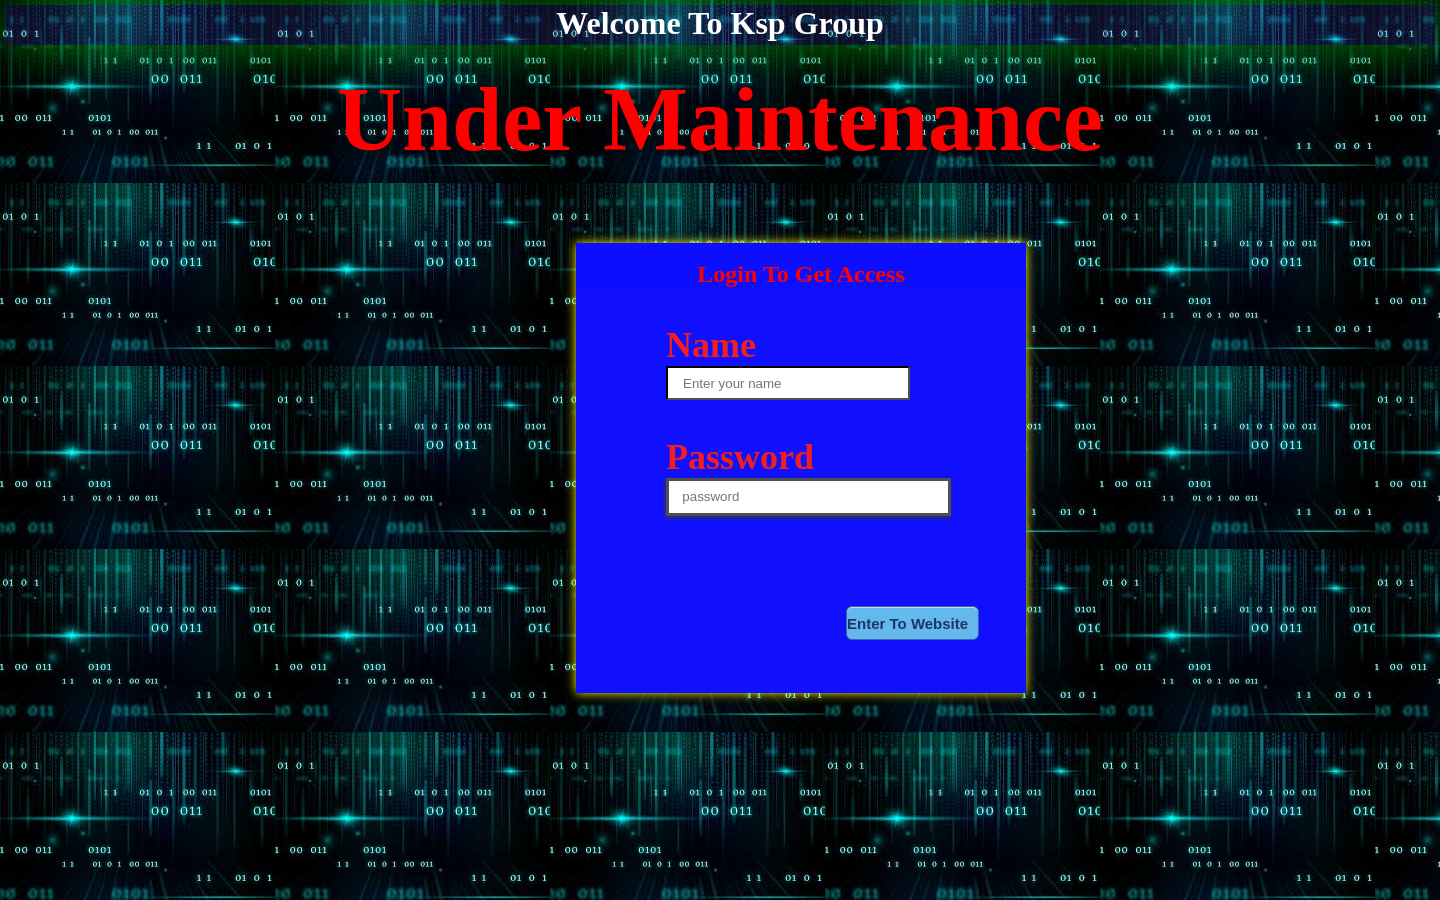 Welcome To Ksp Group
Under Maintenance
Login To Get Access
Name
Enter your name
Password
password
Enter To Website